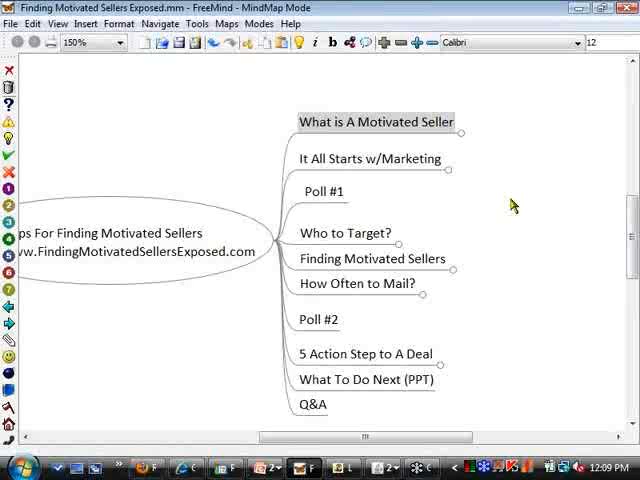 Finding Motivated Sellers Exposed.mm - FreeMind - MindMap Mode
File Edit View Insert Format Navigate Tools Maps Modes Help
150% Calibri 12
What is A Motivated Seller
It All Starts w/Marketing
Poll #1
Who to Target?
ps For Finding Motivated Sellers
w.FindingMotivatedSellersExposed.com
Finding Motivated Sellers
How Often to Mail?
Poll #2
5 Action Step to A Deal
What To Do Next (PPT)
Q&A
F C F 2 F L 2 C 12:09 PM